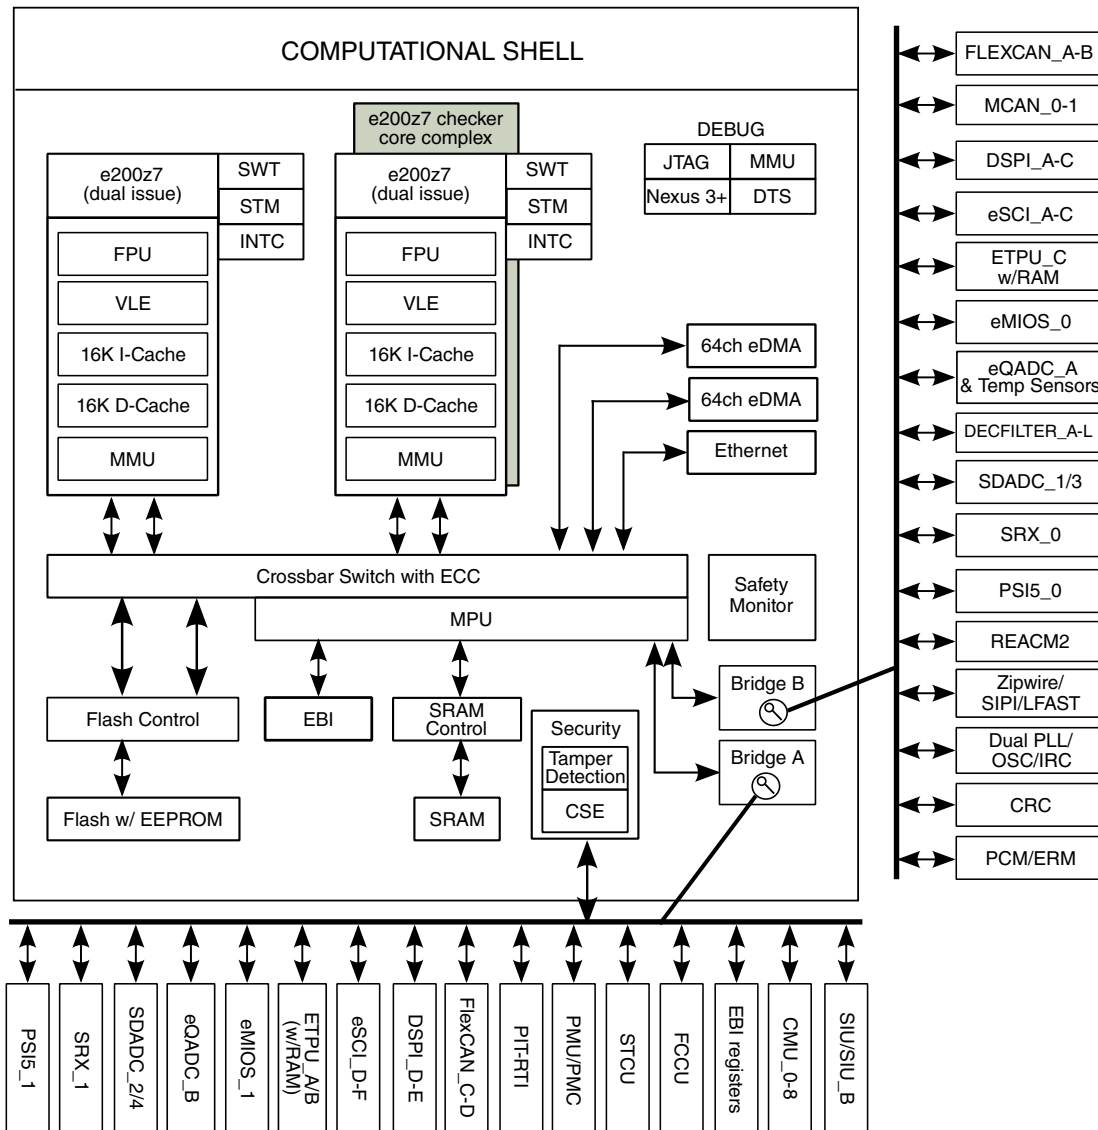 COMPUTATIONAL SHELL
e200z7 checker
core complex
e200z7
(dual issue)
SWT
STM
INTC
FPU
VLE
16K I-Cache
16K D-Cache
MMU
e200z7
(dual issue)
SWT
STM
INTC
FPU
VLE
16K I-Cache
16K D-Cache
MMU
DEBUG
JTAG
MMU
Nexus 3+
DTS
64ch eDMA
64ch eDMA
Ethernet
Crossbar Switch with ECC
MPU
Safety
Monitor
Flash Control
EBI
SRAM
Control
Security
Tamper
Detection
CSE
Bridge B
Bridge A
Flash w/ EEPROM
SRAM
FLEXCAN_A-B
MCAN_0-1
DSPI_A-C
eSCI_A-C
ETPU_C
w/RAM
eMIOS_0
eQADC_A
& Temp Sensors
DECFILTER_A-L
SDADC_1/3
SRX_0
PSI5_0
REACM2
Zipwire/
SIPI/LFAST
Dual PLL/
OSC/IRC
CRC
PCM/ERM
PSI5_1
SRX_1
SDADC_2/4
eQADC_B
eMIOS_1
ETPU_A/B
(w/RAM)
eSCI_D-F
DSPI_D-E
FlexCAN_C-D
PIT-RTI
PMU/PMC
STCU
FCCU
EBI registers
CMU_0-8
SIU/SIU_B